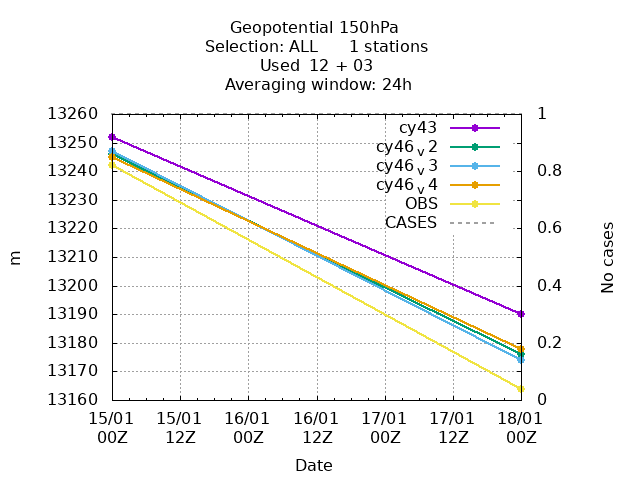 Geopotential 150hPa
Selection: ALL 1 stations
Used 12 + 03
Averaging window: 24h
13260
13250
13240
13230
13220
13210
13200
13190
13180
13170
13160
m
1
0.8
0.6
0.4
0.2
0
No cases
cy43
cy46_v2
cy46_v3
cy46_v4
OBS
CASES
15/01 15/01 16/01 16/01 17/01 17/01 18/01
00Z 12Z 00Z 12Z 00Z 12Z 00Z
Date